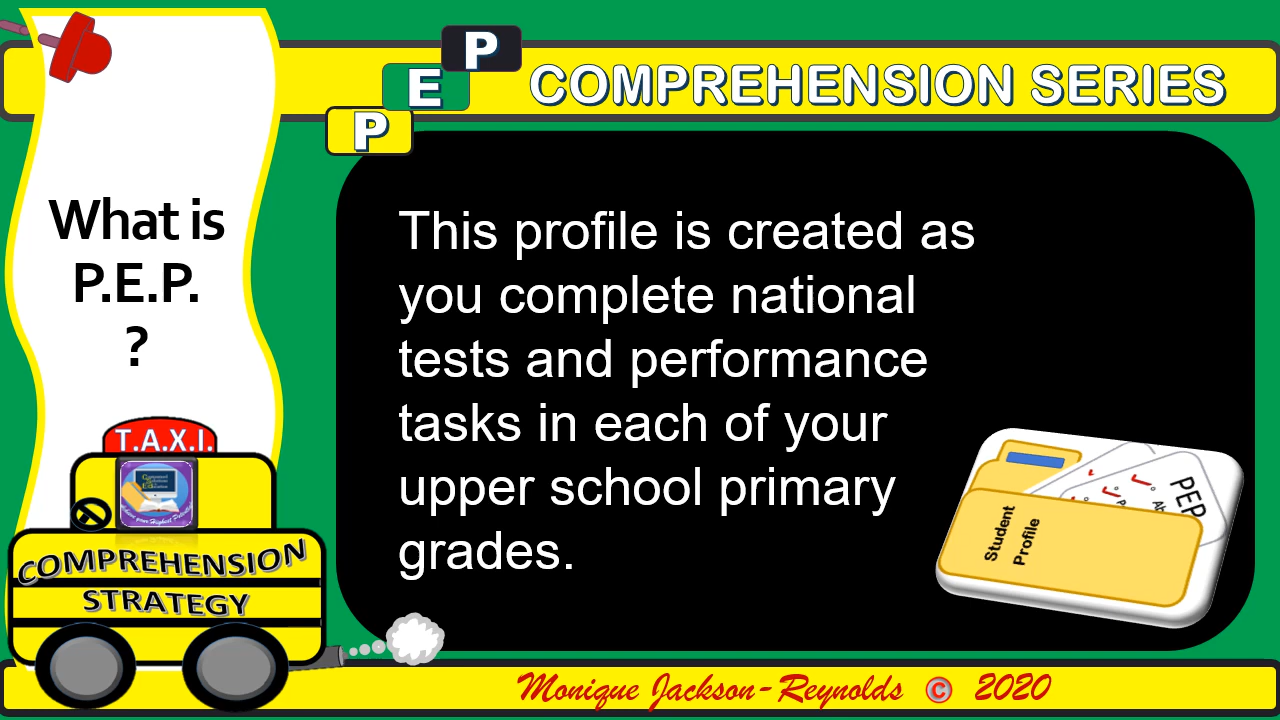 P
E
P
COMPREHENSION SERIES
What is
P.E.P.
?
This profile is created as
you complete national
tests and performance
tasks in each of your
upper school primary
grades.
PEP
Student
Profile
T.A.X.I.
COMPREHENSION
STRATEGY
Monique Jackson-Reynolds © 2020